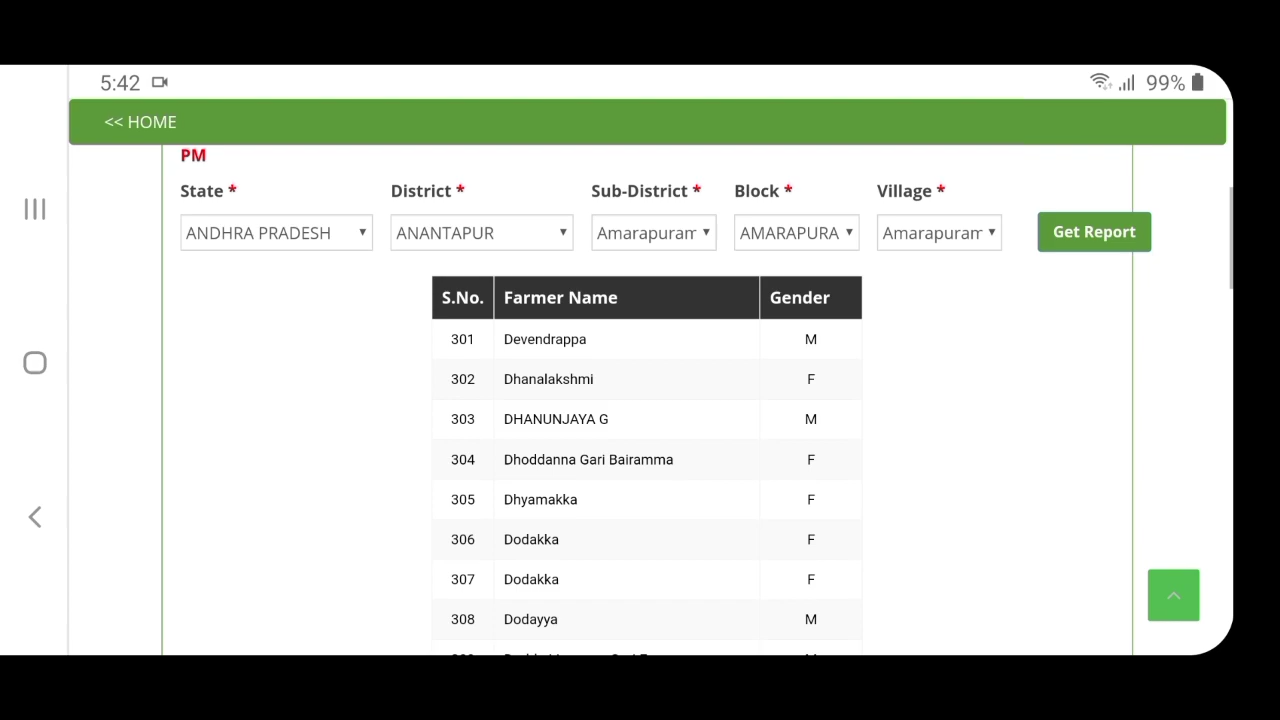 5:42 99%
<< HOME
PM
State * District * Sub-District * Block * Village *
ANDHRA PRADESH ANANTAPUR Amarapuram AMARAPURA Amarapuram Get Report
S.No. Farmer Name Gender
301 Devendrappa M
302 Dhanalakshmi F
303 DHANUNJAYA G M
304 Dhoddanna Gari Bairamma F
305 Dhyamakka F
306 Dodakka F
307 Dodakka F
308 Dodayya M